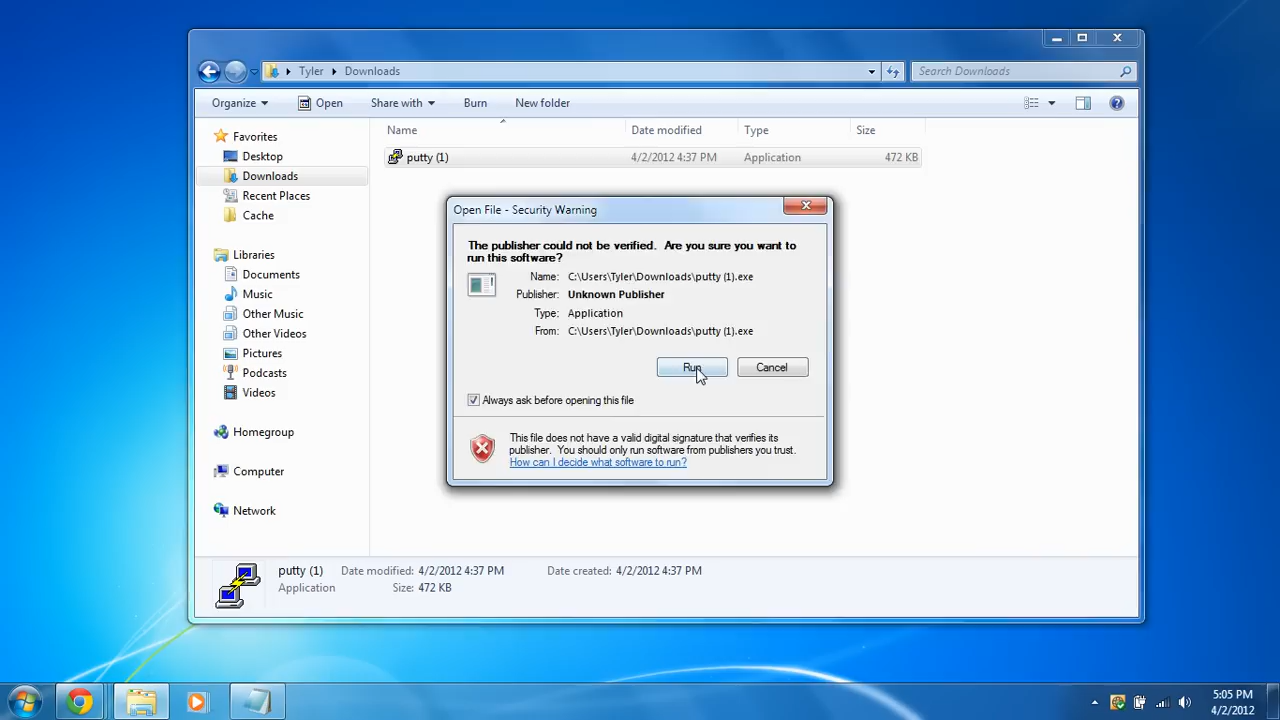 Tyler Downloads
Search Downloads
Organize Open Share with Burn New folder
Name Date modified Type Size
putty (1) 4/2/2012 4:37 PM Application 472 KB
Favorites
Desktop
Downloads
Recent Places
Cache
Libraries
Documents
Music
Other Music
Other Videos
Pictures
Podcasts
Videos
Homegroup
Computer
Network
Open File - Security Warning
The publisher could not be verified. Are you sure you want to
run this software?
Name: C:\Users\Tyler\Downloads\putty (1).exe
Publisher: Unknown Publisher
Type: Application
From: C:\Users\Tyler\Downloads\putty (1).exe
Run Cancel
Always ask before opening this file
This file does not have a valid digital signature that verifies its
publisher. You should only run software from publishers you trust.
How can I decide what software to run?
putty (1) Date modified: 4/2/2012 4:37 PM Date created: 4/2/2012 4:37 PM
Application Size: 472 KB
5:05 PM
4/2/2012